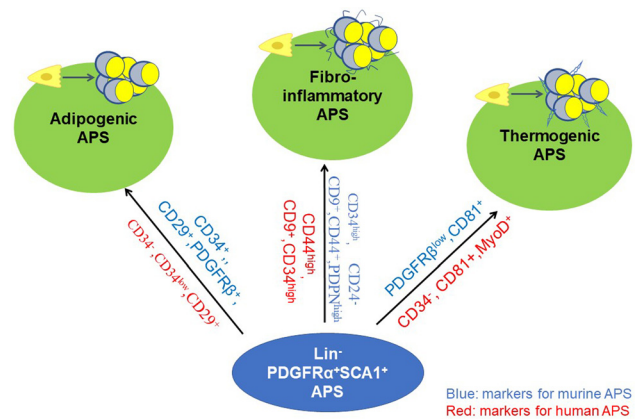 Adipogenic
APS
Fibro-
inflammatory
APS
Thermogenic
APS
CD34⁺,,
CD29⁺,PDGFRβ⁺,
CD34⁻,CD34ˡᵒʷ,CD29⁺
CD44ʰⁱᵍʰ,
CD9⁺,CD34ʰⁱᵍʰ
CD34ʰⁱᵍʰ, CD24⁻
CD9⁺,CD44⁺,PDPNʰⁱᵍʰ
PDGFRβˡᵒʷ,CD81⁺
CD34⁻, CD81+,MyoD⁺
Lin⁻
PDGFRα⁺SCA1⁺
APS
Blue: markers for murine APS
Red: markers for human APS